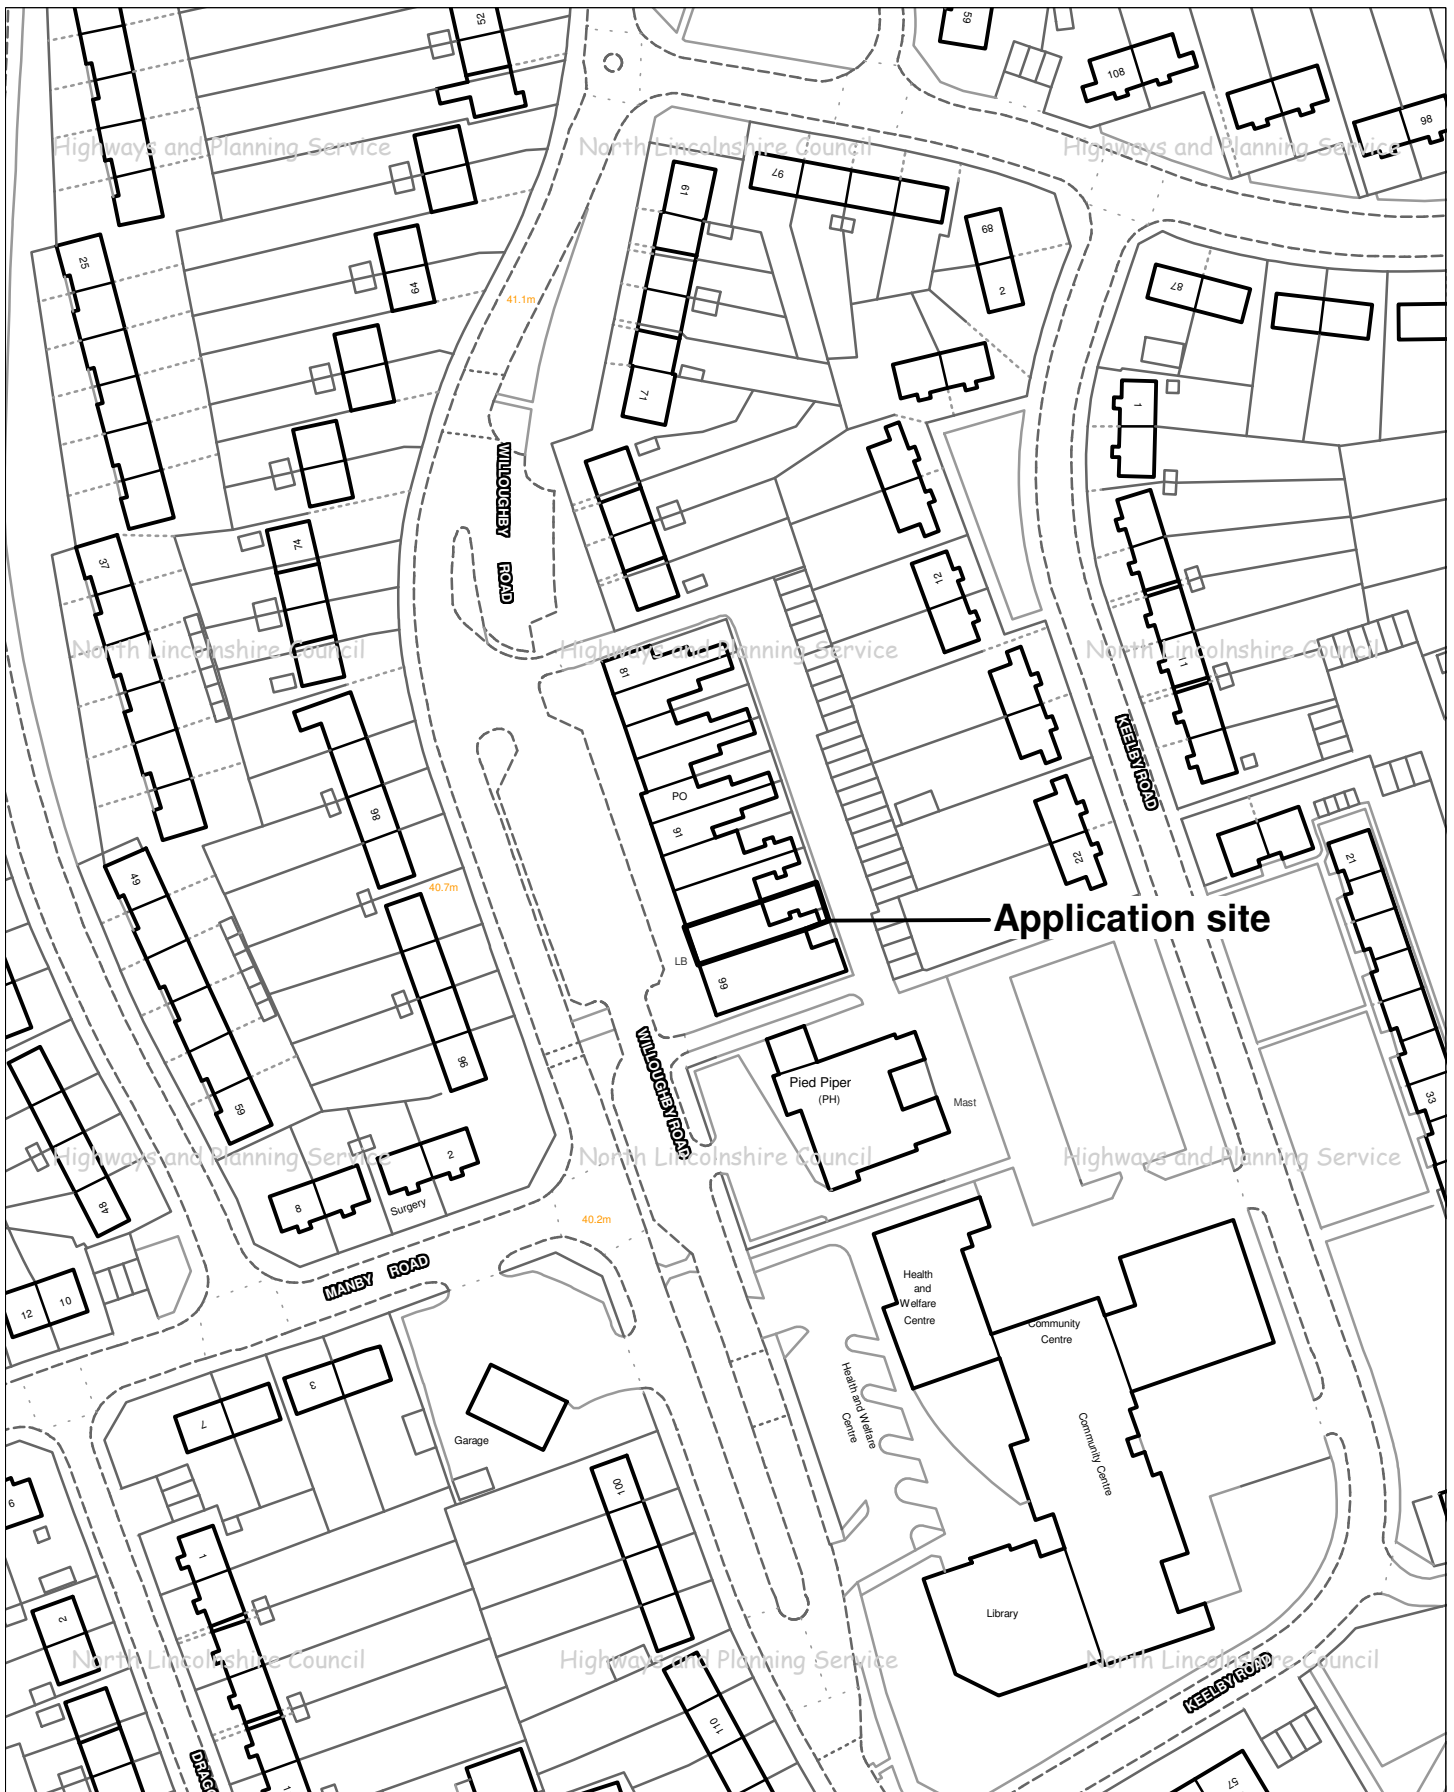 52
59
108
98
Highways and Planning Service
North Lincolnshire Council
Highways and Planning Service
61
97
89
2
25
64
87
41.1m
71
1
WILLOUGHBY
ROAD
37
74
12
North Lincolnshire Council
Highways and Planning Service
North Lincolnshire Council
11
81
KEELBY ROAD
PO
86
91
22
21
49
40.7m
Application site
LB
99
96
59
WILLOUGHBY ROAD
Pied Piper
(PH)
Mast
33
Highways and Planning Service
North Lincolnshire Council
Highways and Planning Service
2
48
8
Surgery
40.2m
MANBY ROAD
12
10
Health
and
Welfare
Centre
Community
Centre
3
7
Health and Welfare
Centre
Community Centre
Garage
100
9
1
2
Library
North Lincolnshire Council
Highways and Planning Service
North Lincolnshire Council
KEELBY ROAD
110
DRAG
1
57